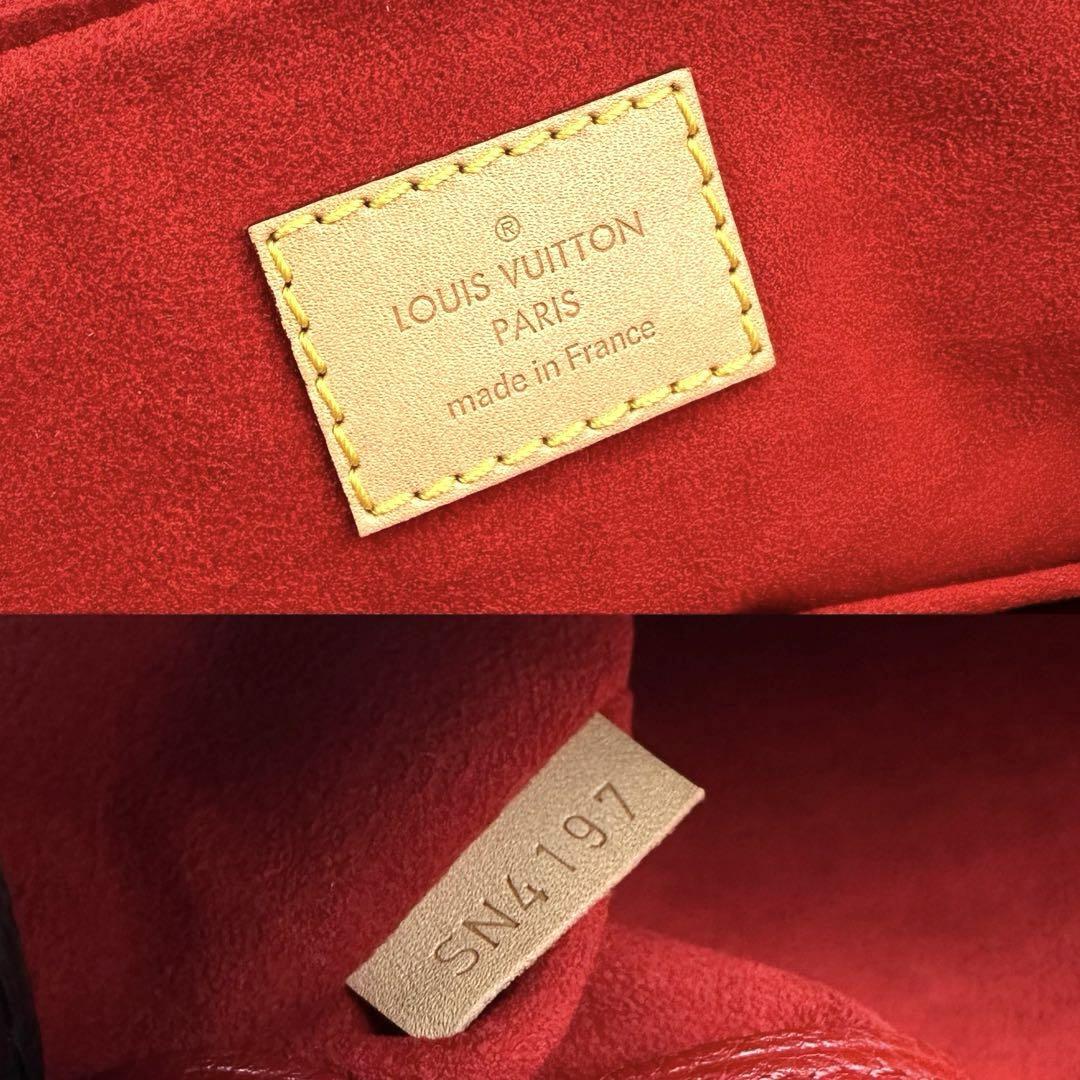 ®
LOUIS VUITTON
PARIS
made in France
SN4197